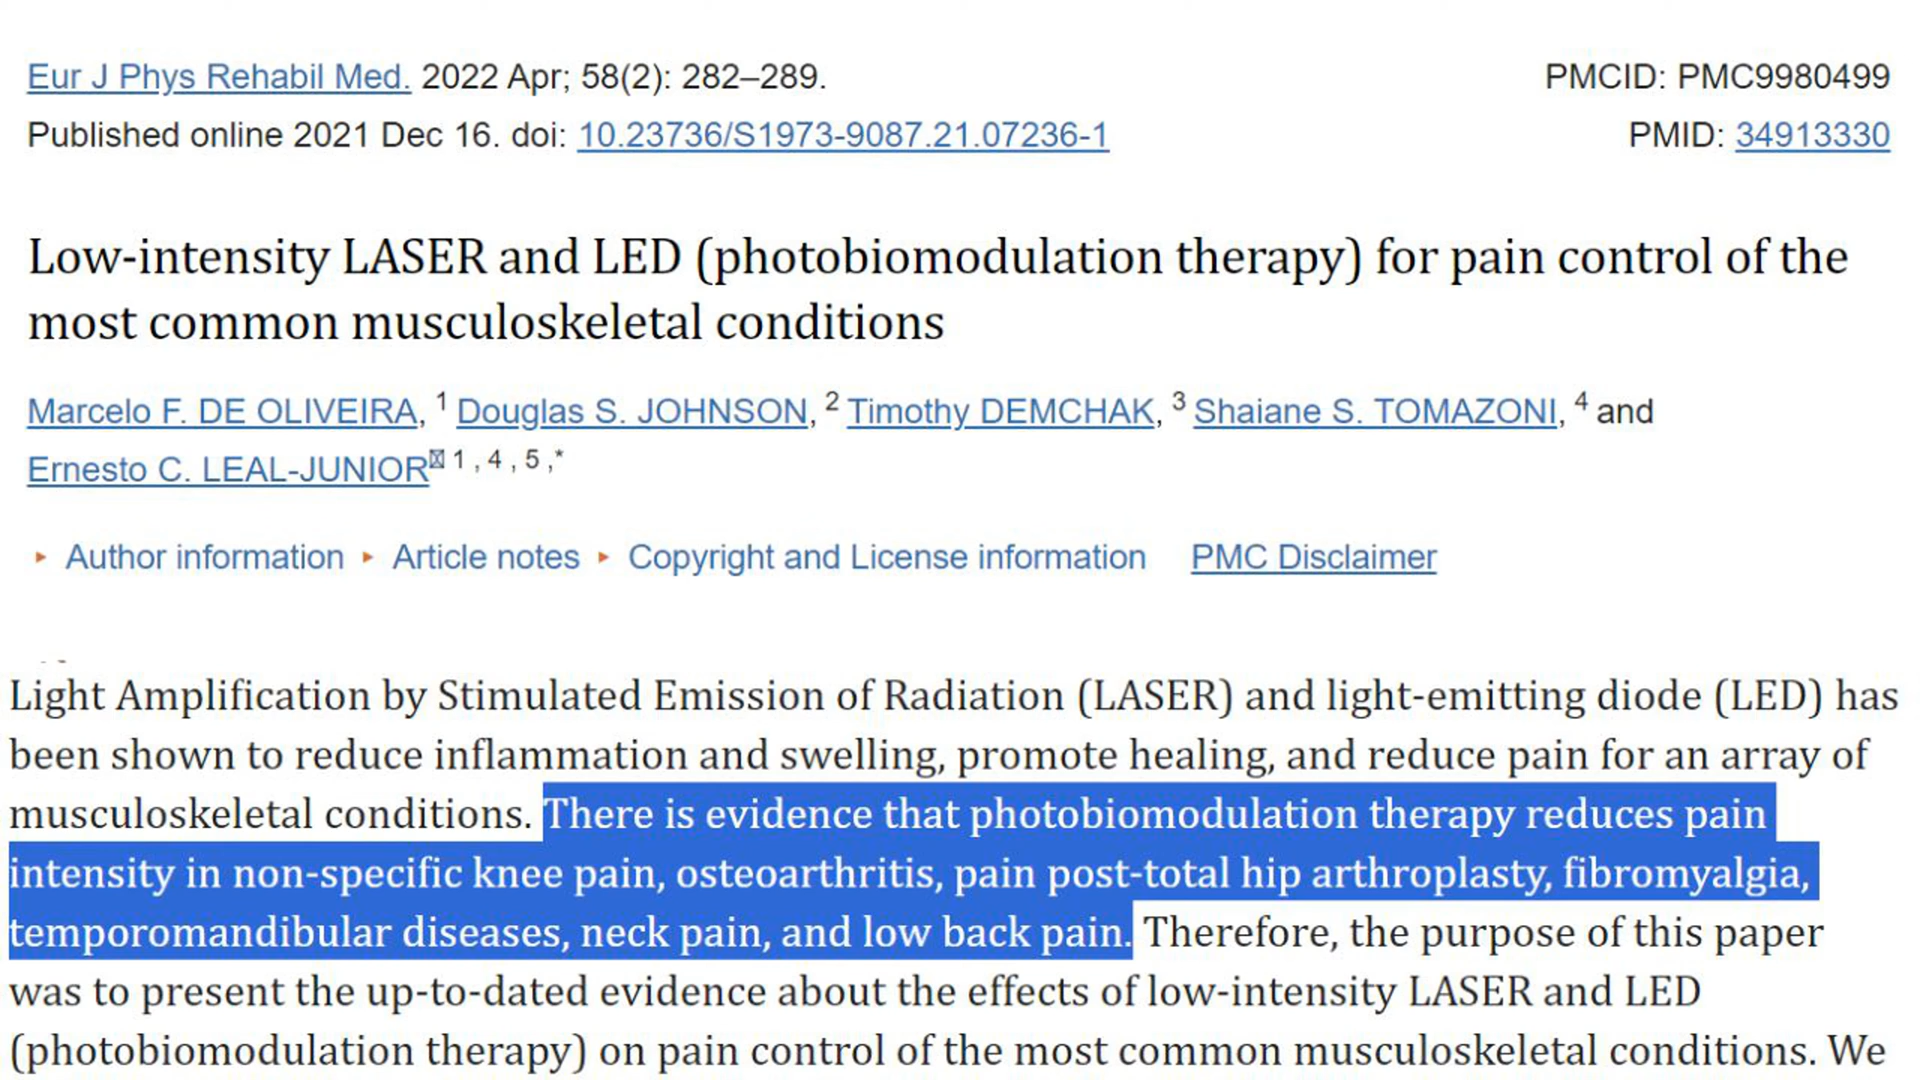 Eur J Phys Rehabil Med. 2022 Apr; 58(2): 282–289. PMCID: PMC9980499
Published online 2021 Dec 16. doi: 10.23736/S1973-9087.21.07236-1 PMID: 34913330
Low-intensity LASER and LED (photobiomodulation therapy) for pain control of the
most common musculoskeletal conditions
Marcelo F. DE OLIVEIRA, 1 Douglas S. JOHNSON, 2 Timothy DEMCHAK, 3 Shaiane S. TOMAZONI, 4 and
Ernesto C. LEAL-JUNIOR 1 , 4 , 5 ,*
Author information Article notes Copyright and License information PMC Disclaimer
Light Amplification by Stimulated Emission of Radiation (LASER) and light-emitting diode (LED) has
been shown to reduce inflammation and swelling, promote healing, and reduce pain for an array of
musculoskeletal conditions. There is evidence that photobiomodulation therapy reduces pain
intensity in non-specific knee pain, osteoarthritis, pain post-total hip arthroplasty, fibromyalgia,
temporomandibular diseases, neck pain, and low back pain. Therefore, the purpose of this paper
was to present the up-to-dated evidence about the effects of low-intensity LASER and LED
(photobiomodulation therapy) on pain control of the most common musculoskeletal conditions. We